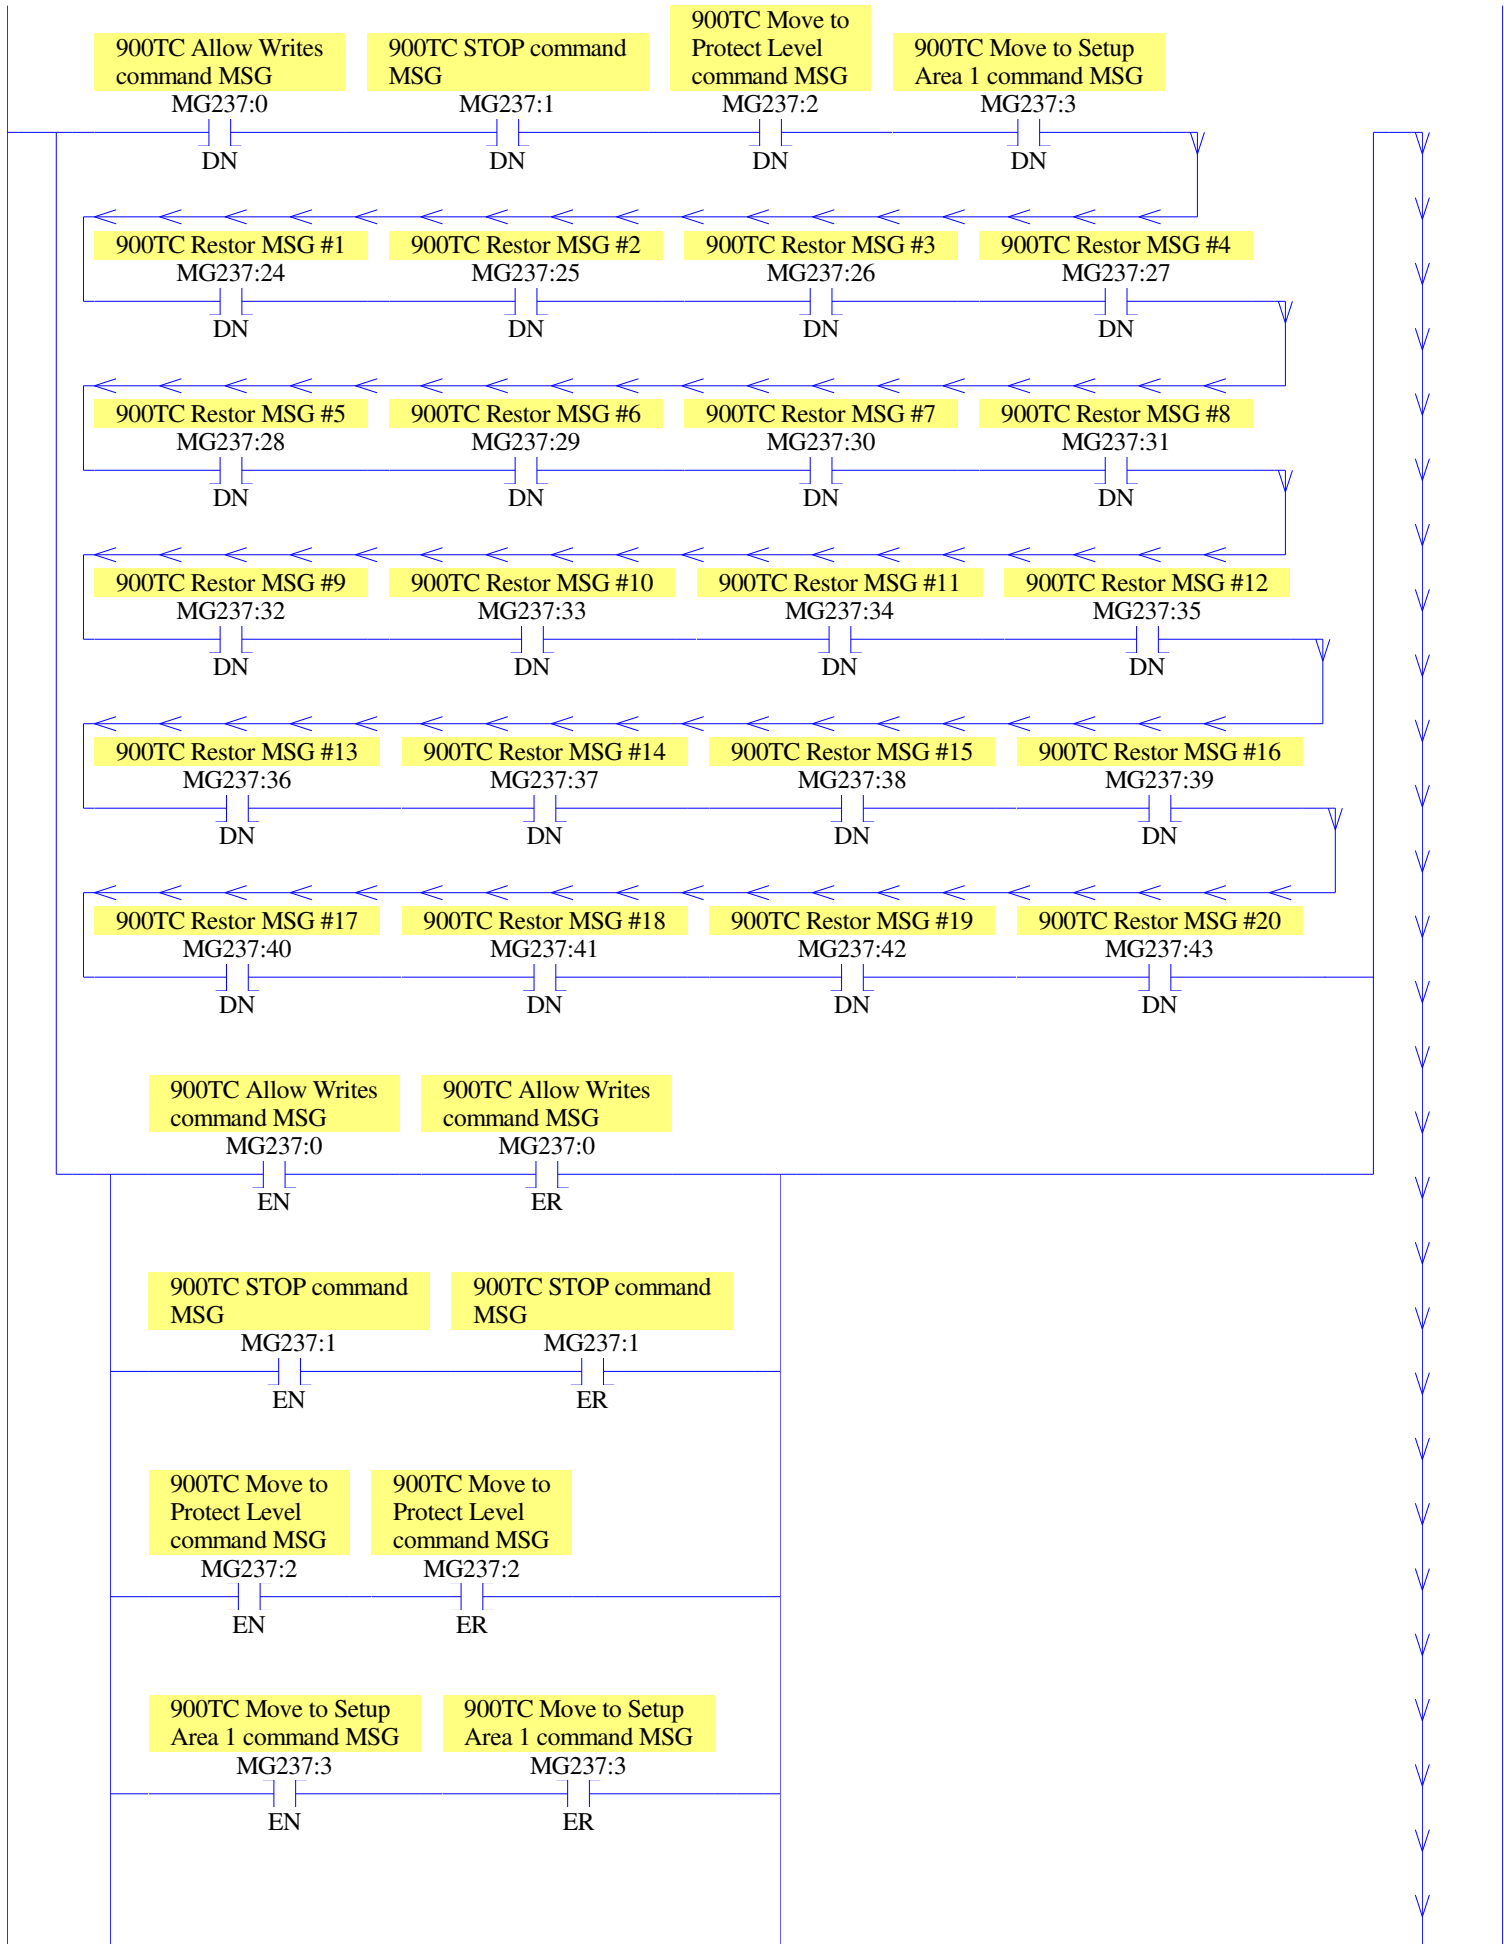 900TC Allow Writes
command MSG
MG237:0
DN
900TC STOP command
MSG
MG237:1
DN
900TC Move to
Protect Level
command MSG
MG237:2
DN
900TC Move to Setup
Area 1 command MSG
MG237:3
DN
900TC Restor MSG #1
MG237:24
DN
900TC Restor MSG #2
MG237:25
DN
900TC Restor MSG #3
MG237:26
DN
900TC Restor MSG #4
MG237:27
DN
900TC Restor MSG #5
MG237:28
DN
900TC Restor MSG #6
MG237:29
DN
900TC Restor MSG #7
MG237:30
DN
900TC Restor MSG #8
MG237:31
DN
900TC Restor MSG #9
MG237:32
DN
900TC Restor MSG #10
MG237:33
DN
900TC Restor MSG #11
MG237:34
DN
900TC Restor MSG #12
MG237:35
DN
900TC Restor MSG #13
MG237:36
DN
900TC Restor MSG #14
MG237:37
DN
900TC Restor MSG #15
MG237:38
DN
900TC Restor MSG #16
MG237:39
DN
900TC Restor MSG #17
MG237:40
DN
900TC Restor MSG #18
MG237:41
DN
900TC Restor MSG #19
MG237:42
DN
900TC Restor MSG #20
MG237:43
DN
900TC Allow Writes
command MSG
MG237:0
EN
900TC Allow Writes
command MSG
MG237:0
ER
900TC STOP command
MSG
MG237:1
EN
900TC STOP command
MSG
MG237:1
ER
900TC Move to
Protect Level
command MSG
MG237:2
EN
900TC Move to
Protect Level
command MSG
MG237:2
ER
900TC Move to Setup
Area 1 command MSG
MG237:3
EN
900TC Move to Setup
Area 1 command MSG
MG237:3
ER